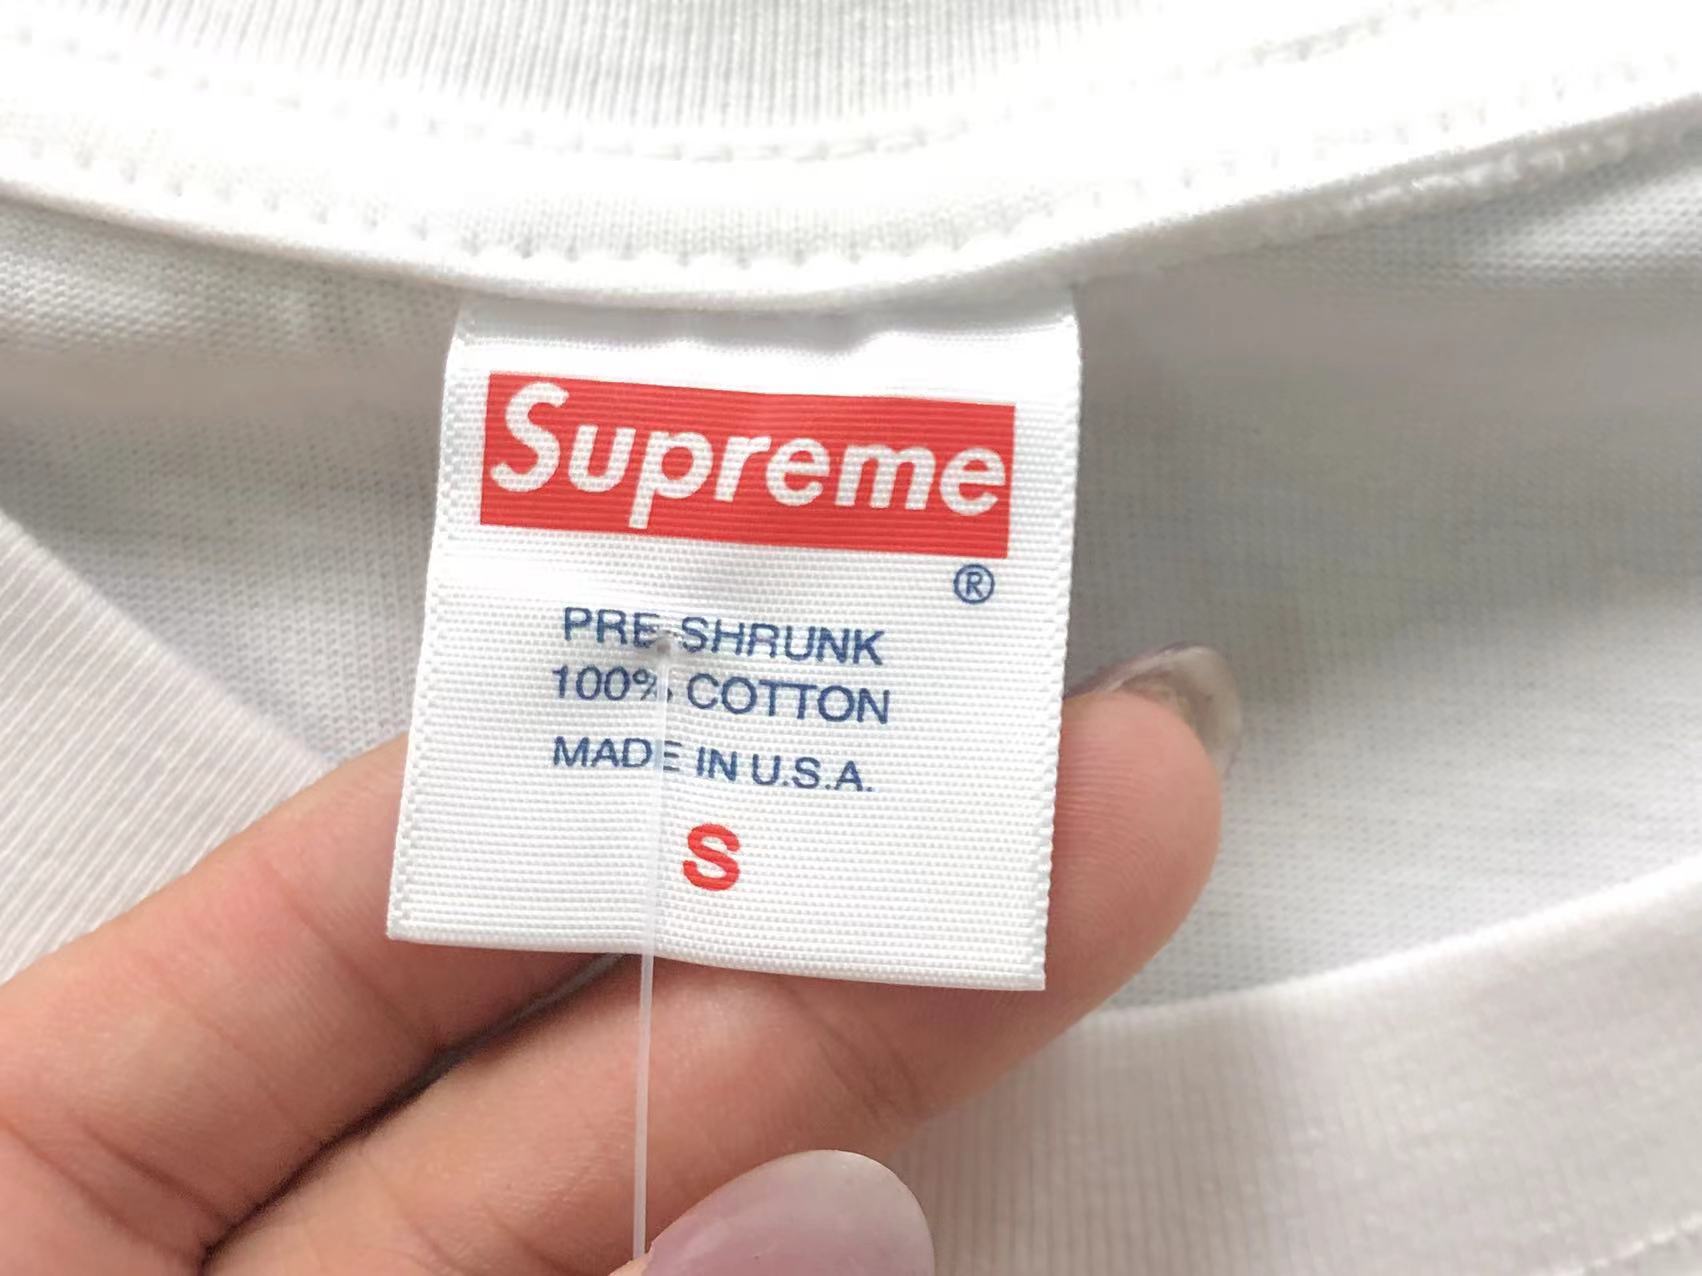 Supreme
®
PRE-SHRUNK
100% COTTON
MADE IN U.S.A.
S